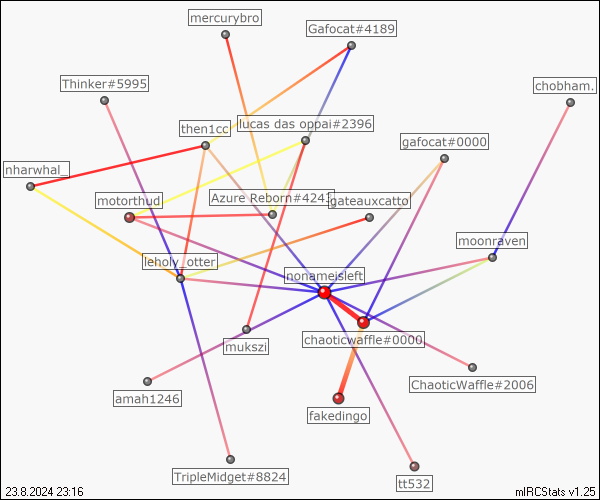 mercurybro
Gafocat#4189
Thinker#5995
chobham.
then1cc
lucas das oppai#2396
gafocat#0000
nharwhal_
motorthud
Azure Reborn#4243
gateauxcatto
moonraven
leholy_otter
nonameisleft
mukszi
chaoticwaffle#0000
amah1246
ChaoticWaffle#2006
fakedingo
TripleMidget#8824
tt532
23.8.2024 23:16
mIRCStats v1.25